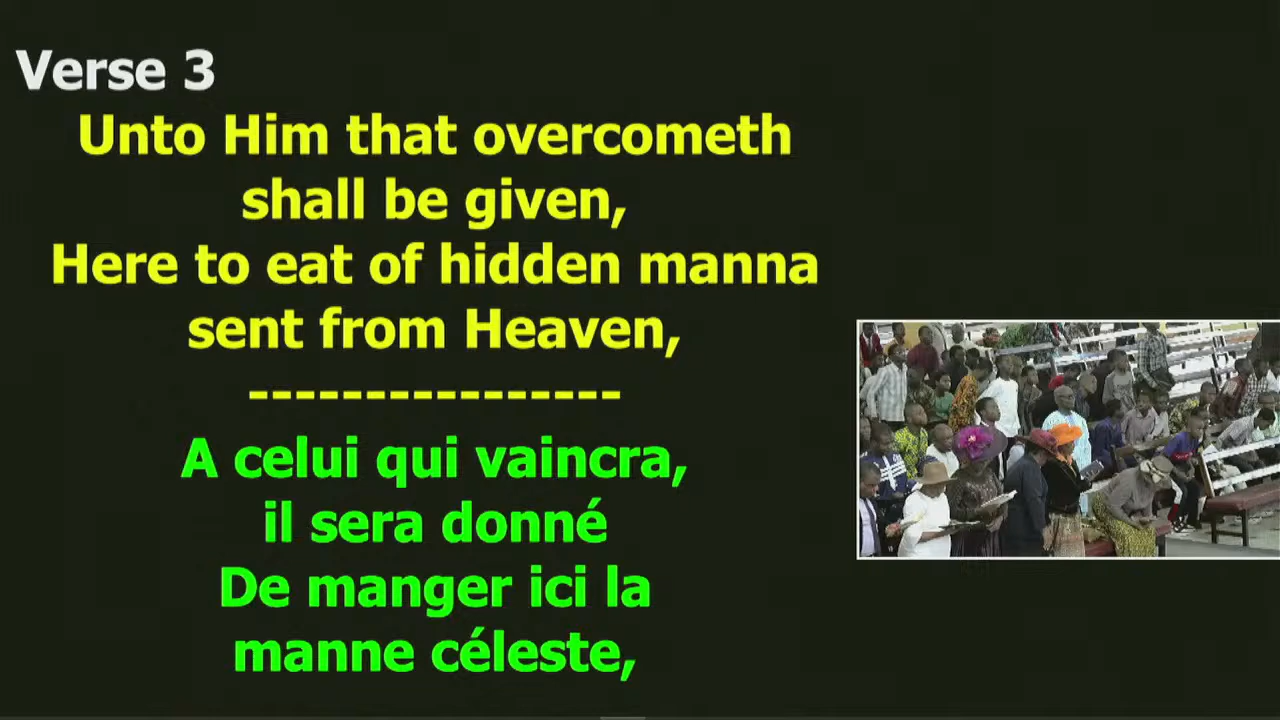 Verse 3
Unto Him that overcometh
shall be given,
Here to eat of hidden manna
sent from Heaven,
----------------
A celui qui vaincra,
il sera donné
De manger ici la
manne céleste,